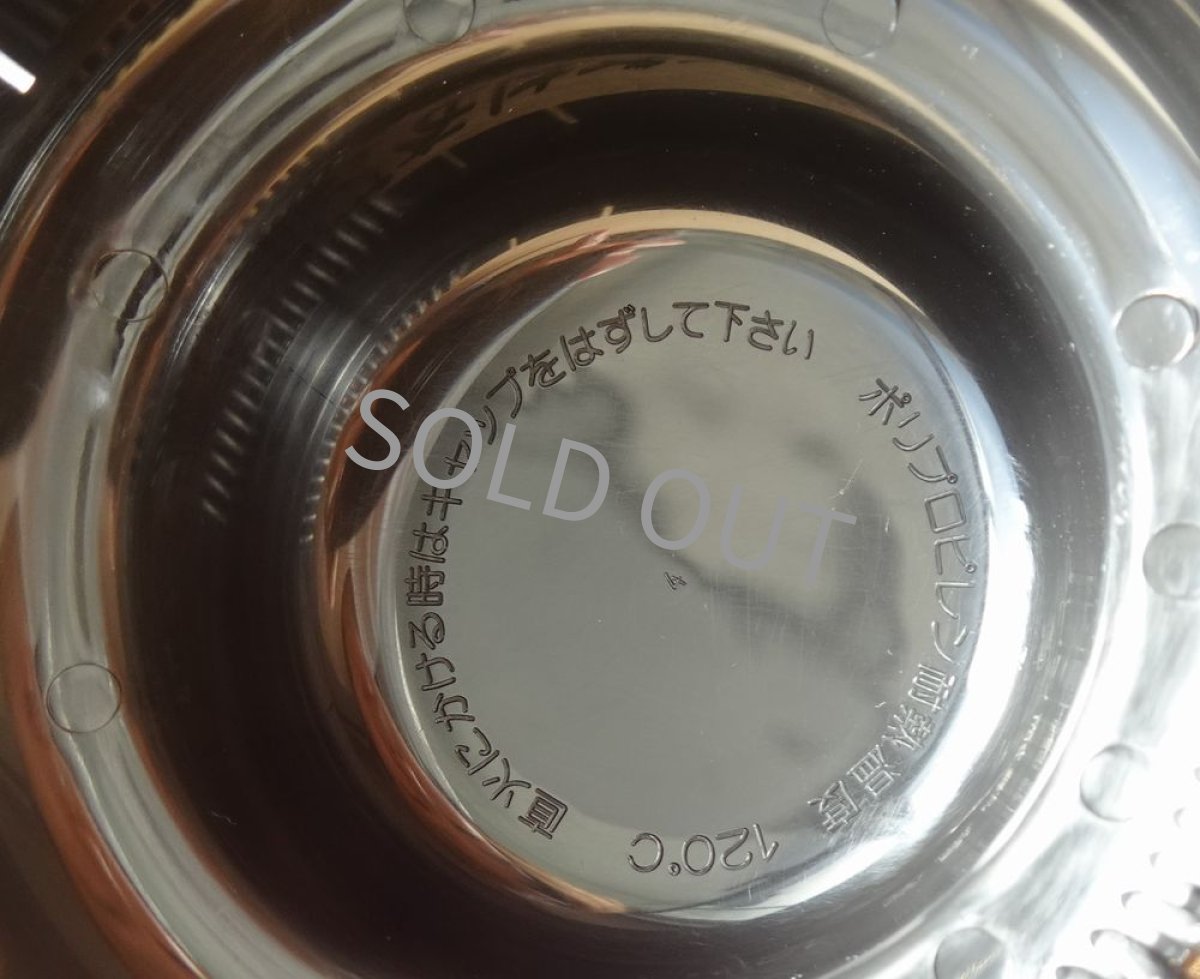 直火にかける時はキャップをはずして下さい
ポリプロピレン耐熱温度 120℃
SOLD OUT
4